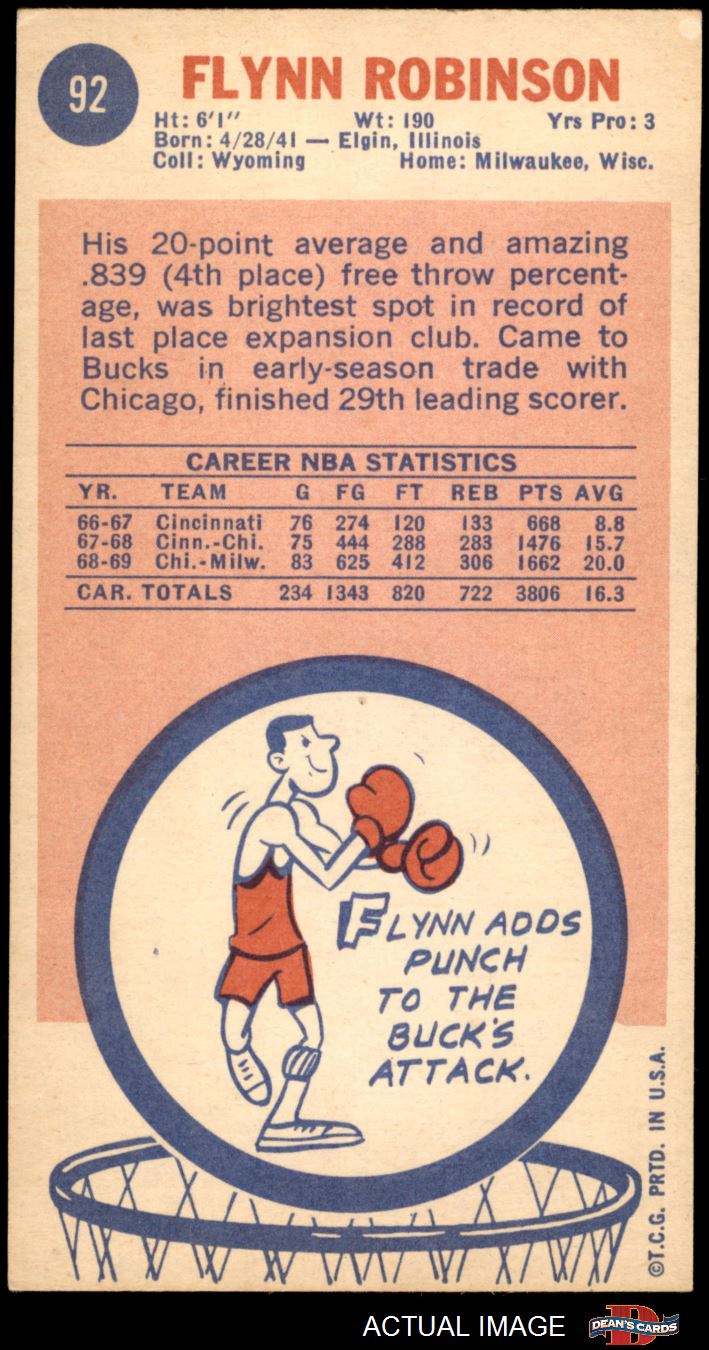 92
FLYNN ROBINSON
Ht: 6'1" Wt: 190 Yrs Pro: 3
Born: 4/28/41 — Elgin, Illinois
Coll: Wyoming Home: Milwaukee, Wisc.
His 20-point average and amazing
.839 (4th place) free throw percent-
age, was brightest spot in record of
last place expansion club. Came to
Bucks in early-season trade with
Chicago, finished 29th leading scorer.
CAREER NBA STATISTICS
YR. TEAM G FG FT REB PTS AVG
66-67 Cincinnati 76 274 120 133 668 8.8
67-68 Cinn.-Chi. 75 444 288 283 1476 15.7
68-69 Chi.-Milw. 83 625 412 306 1662 20.0
CAR. TOTALS 234 1343 820 722 3806 16.3
FLYNN ADDS
PUNCH
TO THE
BUCK'S
ATTACK.
©T.C.G. PRTD. IN U.S.A.
ACTUAL IMAGE
D
DEAN'S CARDS